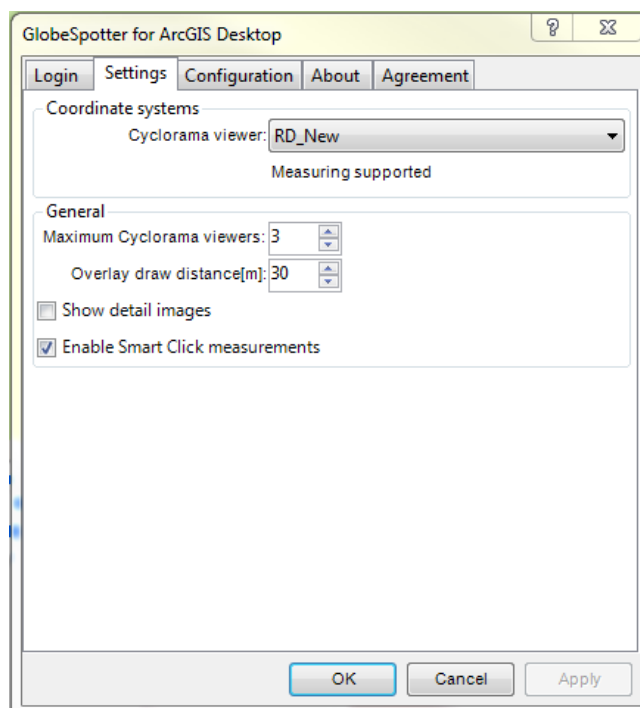 GlobeSpotter for ArcGIS Desktop
Login Settings Configuration About Agreement
Coordinate systems
Cyclorama viewer: RD_New
Measuring supported
General
Maximum Cyclorama viewers: 3
Overlay draw distance[m]: 30
Show detail images
Enable Smart Click measurements
OK Cancel Apply